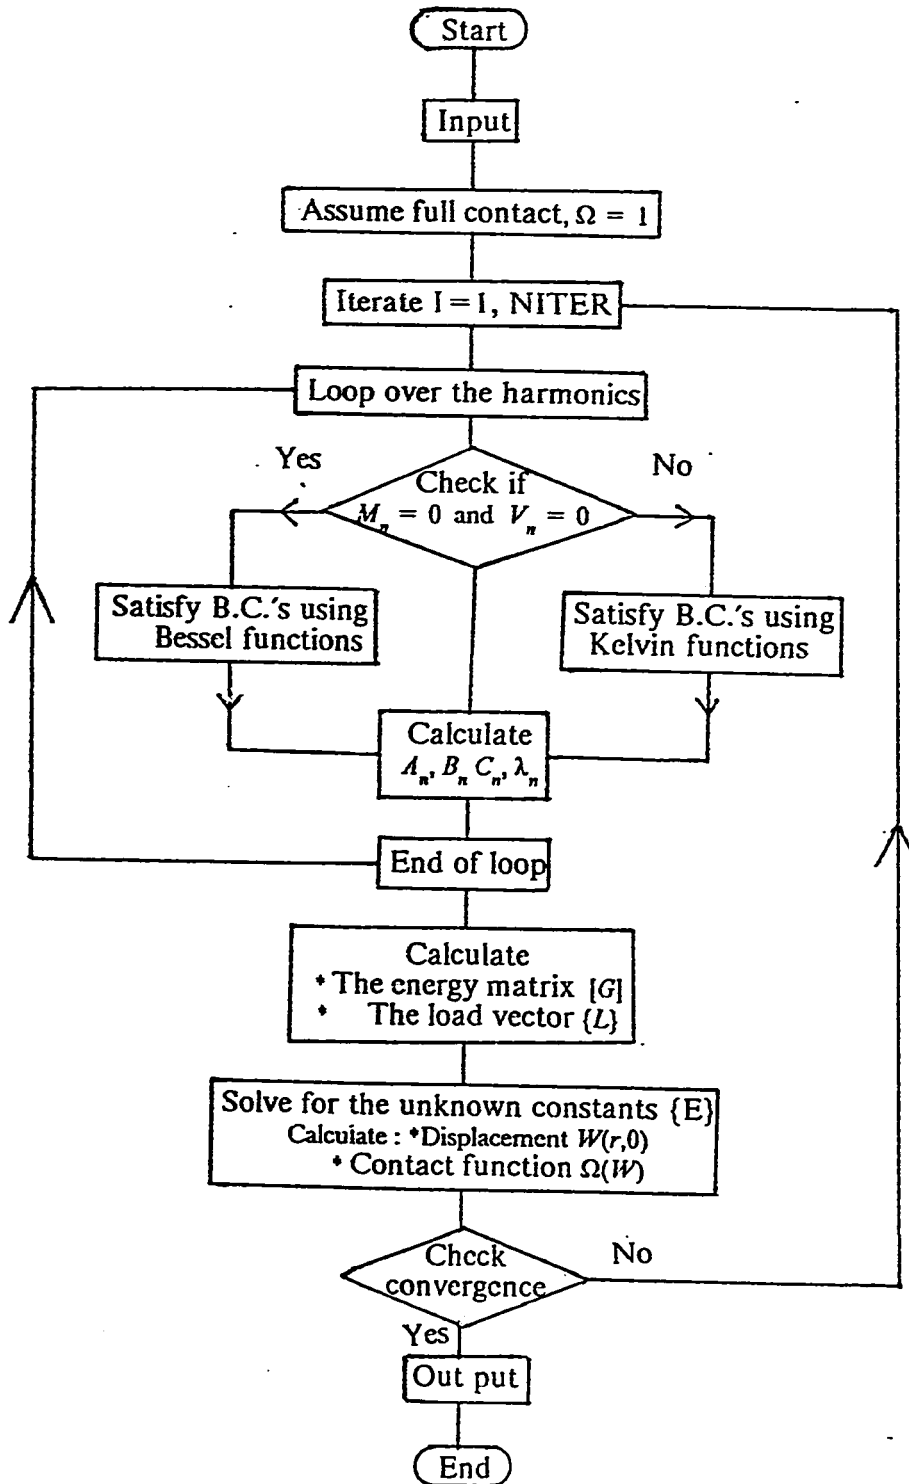 Start
Input
Assume full contact, Ω = 1
Iterate I = 1, NITER
Loop over the harmonics
Yes
No
Check if
M_n = 0 and V_n = 0
Satisfy B.C.'s using
Bessel functions
Satisfy B.C.'s using
Kelvin functions
Calculate
A_n, B_n C_n, λ_n
End of loop
Calculate
* The energy matrix [G]
* The load vector {L}
Solve for the unknown constants {E}
Calculate : *Displacement W(r,0)
* Contact function Ω(W)
Check
convergence
No
Yes
Out put
End